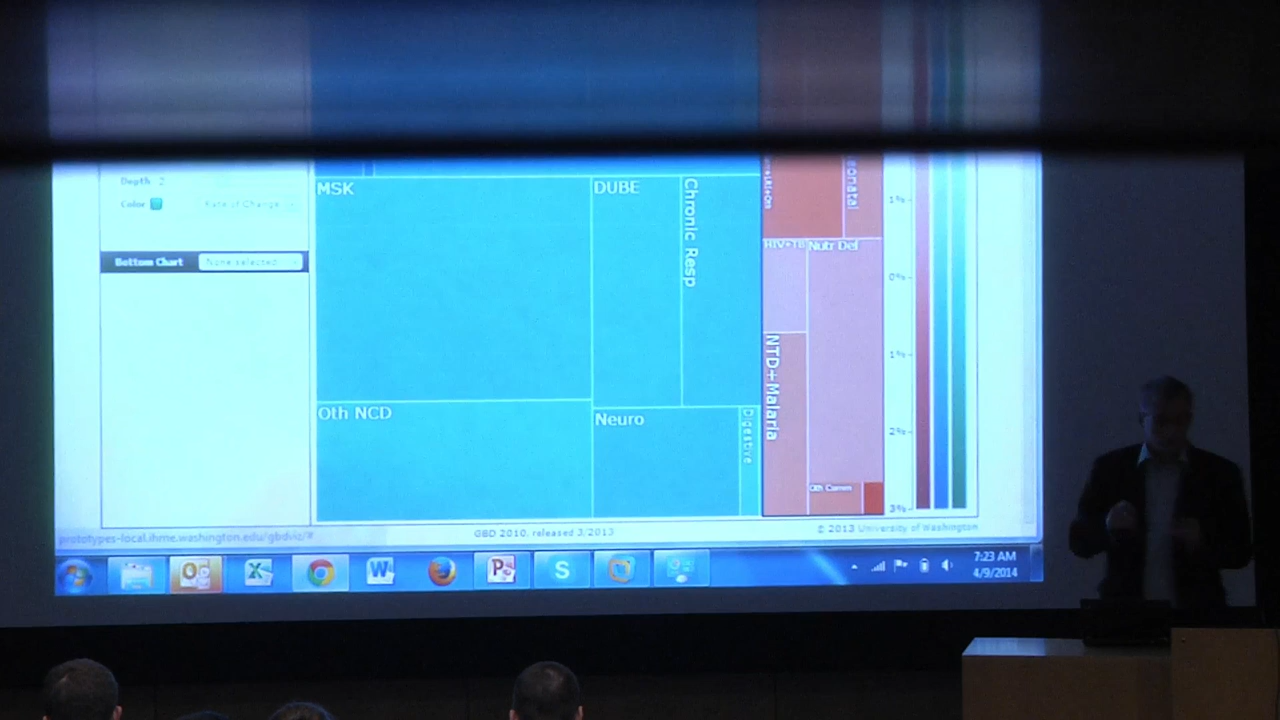 Depth 2
Color
Rate of Change
Bottom Chart
None selected
MSK
DUBE
Chronic Resp
Oth NCD
Neuro
Digestive
HIV+TB
Nutr Def
NTD+Malaria
Oth Comm
1%
0%
1%
2%
3%
prototypes-local.ihme.washington.edu/gbdviz/#
GBD 2010, released 3/2013
© 2013 University of Washington
7:23 AM
4/9/2014